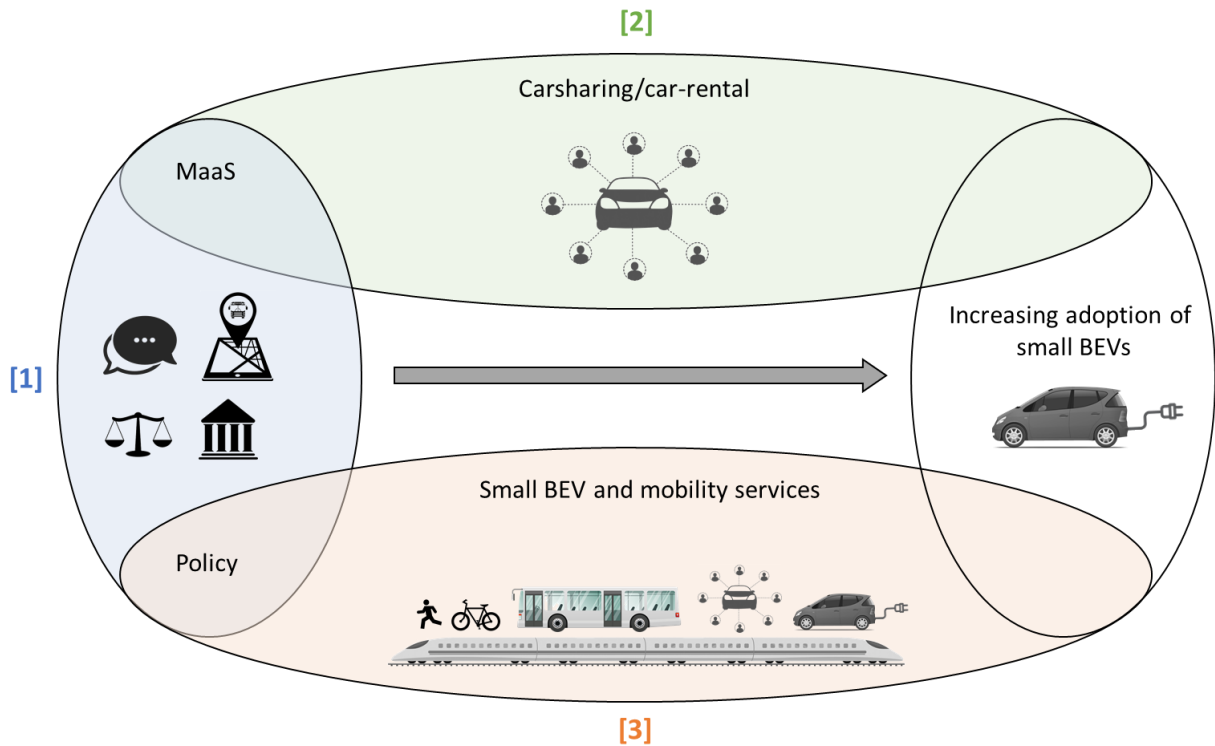 [2]
Carsharing/car-rental
MaaS
Increasing adoption of
small BEVs
[1]
Small BEV and mobility services
Policy
[3]